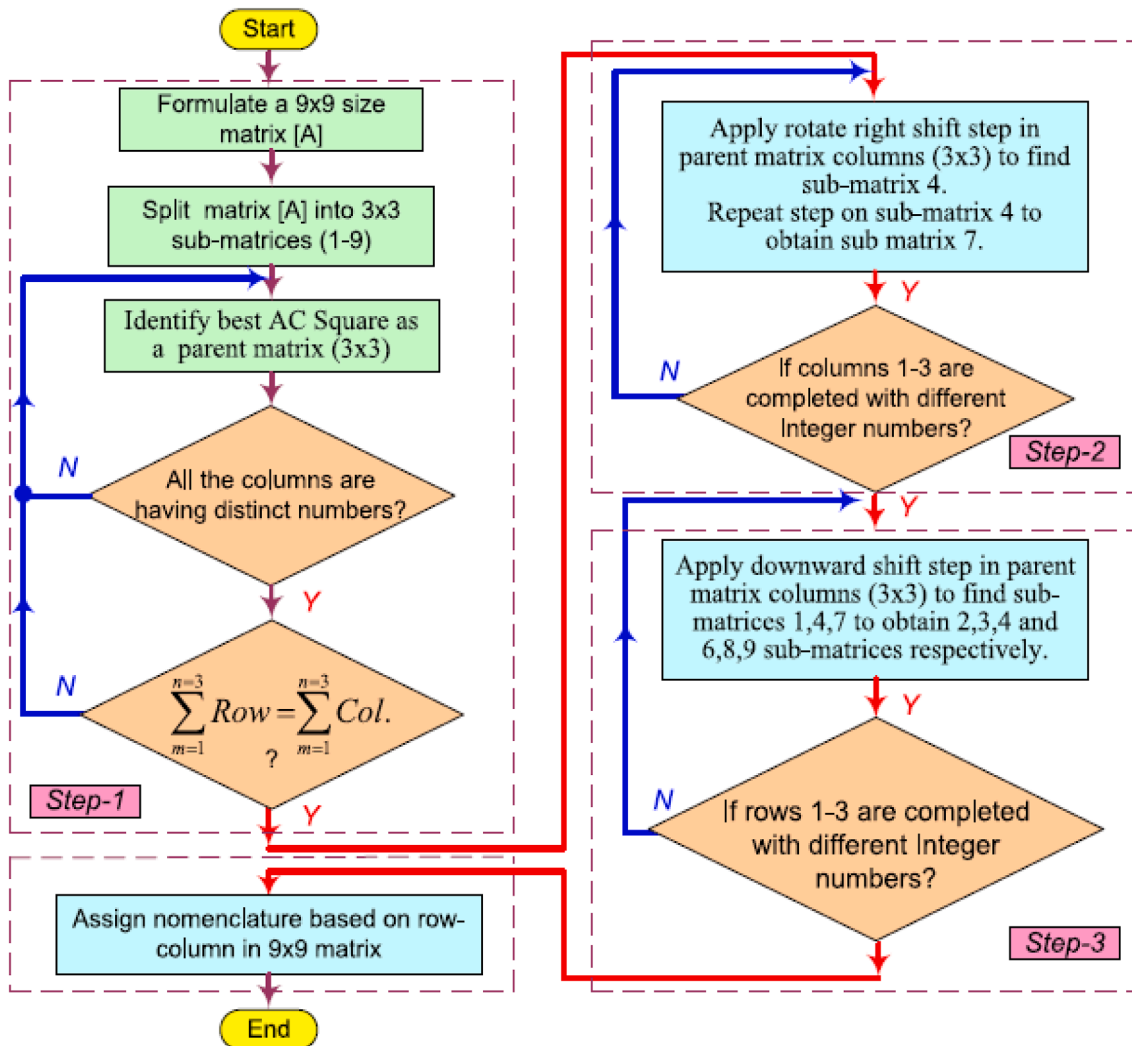 Start
Formulate a 9x9 size
matrix [A]
Split matrix [A] into 3x3
sub-matrices (1-9)
Identify best AC Square as
a parent matrix (3x3)
N
All the columns are
having distinct numbers?
Y
N
n=3 n=3
∑ Row = ∑ Col.
m=1 ? m=1
Step-1
Y
Apply rotate right shift step in
parent matrix columns (3x3) to find
sub-matrix 4.
Repeat step on sub-matrix 4 to
obtain sub matrix 7.
Y
N
If columns 1-3 are
completed with different
Integer numbers?
Step-2
Y
Apply downward shift step in parent
matrix columns (3x3) to find sub-
matrices 1,4,7 to obtain 2,3,4 and
6,8,9 sub-matrices respectively.
Y
N
If rows 1-3 are completed
with different Integer
numbers?
Step-3
Y
Assign nomenclature based on row-
column in 9x9 matrix
End